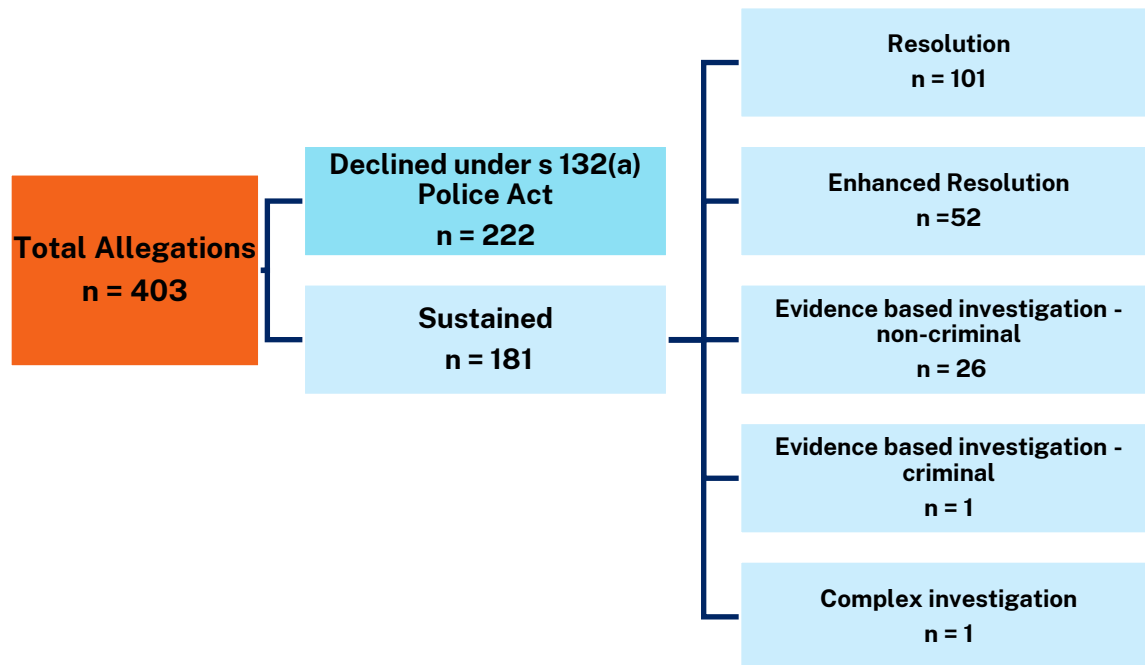 Total Allegations
n = 403
Declined under s 132(a)
Police Act
n = 222
Sustained
n = 181
Resolution
n = 101
Enhanced Resolution
n =52
Evidence based investigation -
non-criminal
n = 26
Evidence based investigation -
criminal
n = 1
Complex investigation
n = 1